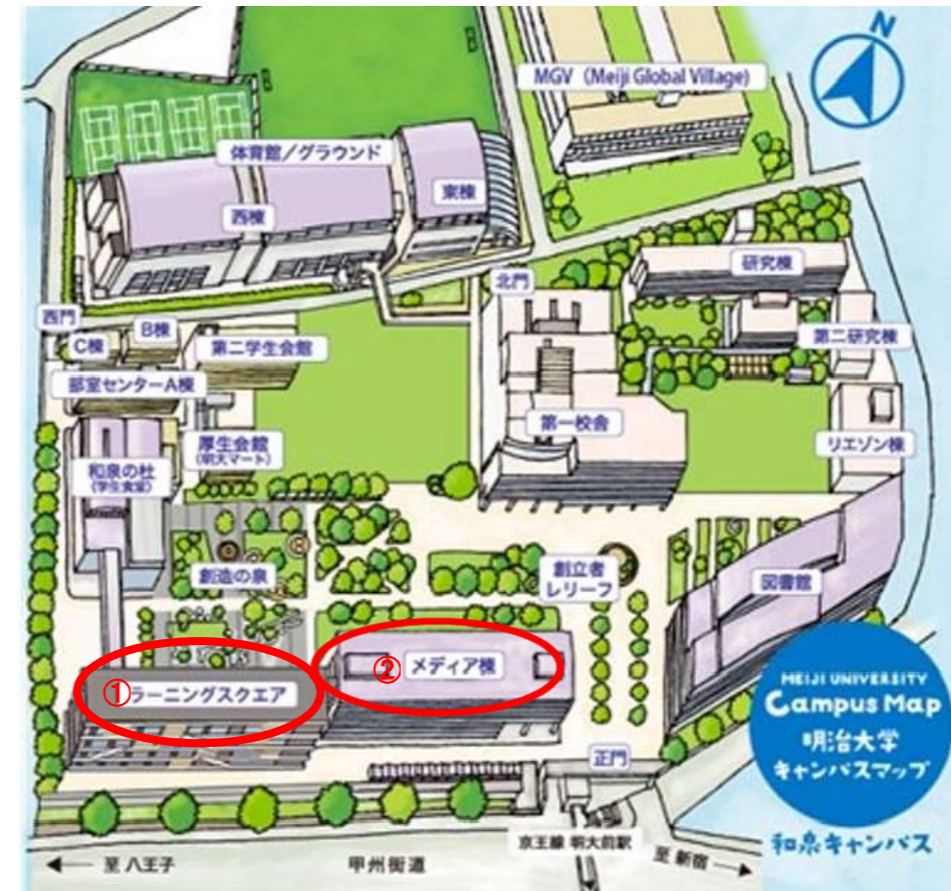 N
MGV (Meiji Global Village)
体育館/グラウンド
東棟
西棟
研究棟
北門
西門
B棟
C棟
第二学生会館
第二研究棟
部室センターA棟
第一校舎
厚生会館
(明大マート)
リエゾン棟
和泉の杜
(学生食堂)
創造の泉
創立者
レリーフ
図書館
② メディア棟
①ラーニングスクエア
MEIJI UNIVERSITY
Campus Map
明治大学
キャンパスマップ
正門
京王線 明大前駅
和泉キャンパス
至 八王子
甲州街道
至 新宿